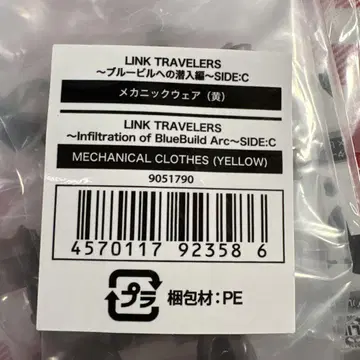 LINK TRAVELERS
～ブルービルへの潜入編～SIDE:C
メカニックウェア（黄）
LINK TRAVELERS
～Infiltration of BlueBuild Arc～SIDE:C
MECHANICAL CLOTHES (YELLOW)
9051790
4570117 92358 6
プラ 梱包材：PE